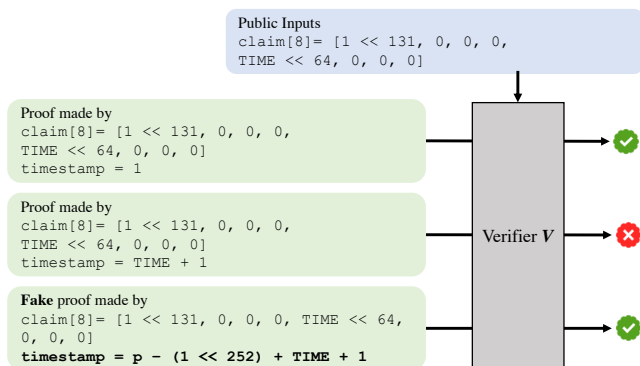 Public Inputs
claim[8]= [1 << 131, 0, 0, 0,
TIME << 64, 0, 0, 0]
Proof made by
claim[8]= [1 << 131, 0, 0, 0,
TIME << 64, 0, 0, 0]
timestamp = 1
Proof made by
claim[8]= [1 << 131, 0, 0, 0,
TIME << 64, 0, 0, 0]
timestamp = TIME + 1
Fake proof made by
claim[8]= [1 << 131, 0, 0, 0, TIME << 64,
0, 0, 0]
timestamp = p - (1 << 252) + TIME + 1
Verifier V